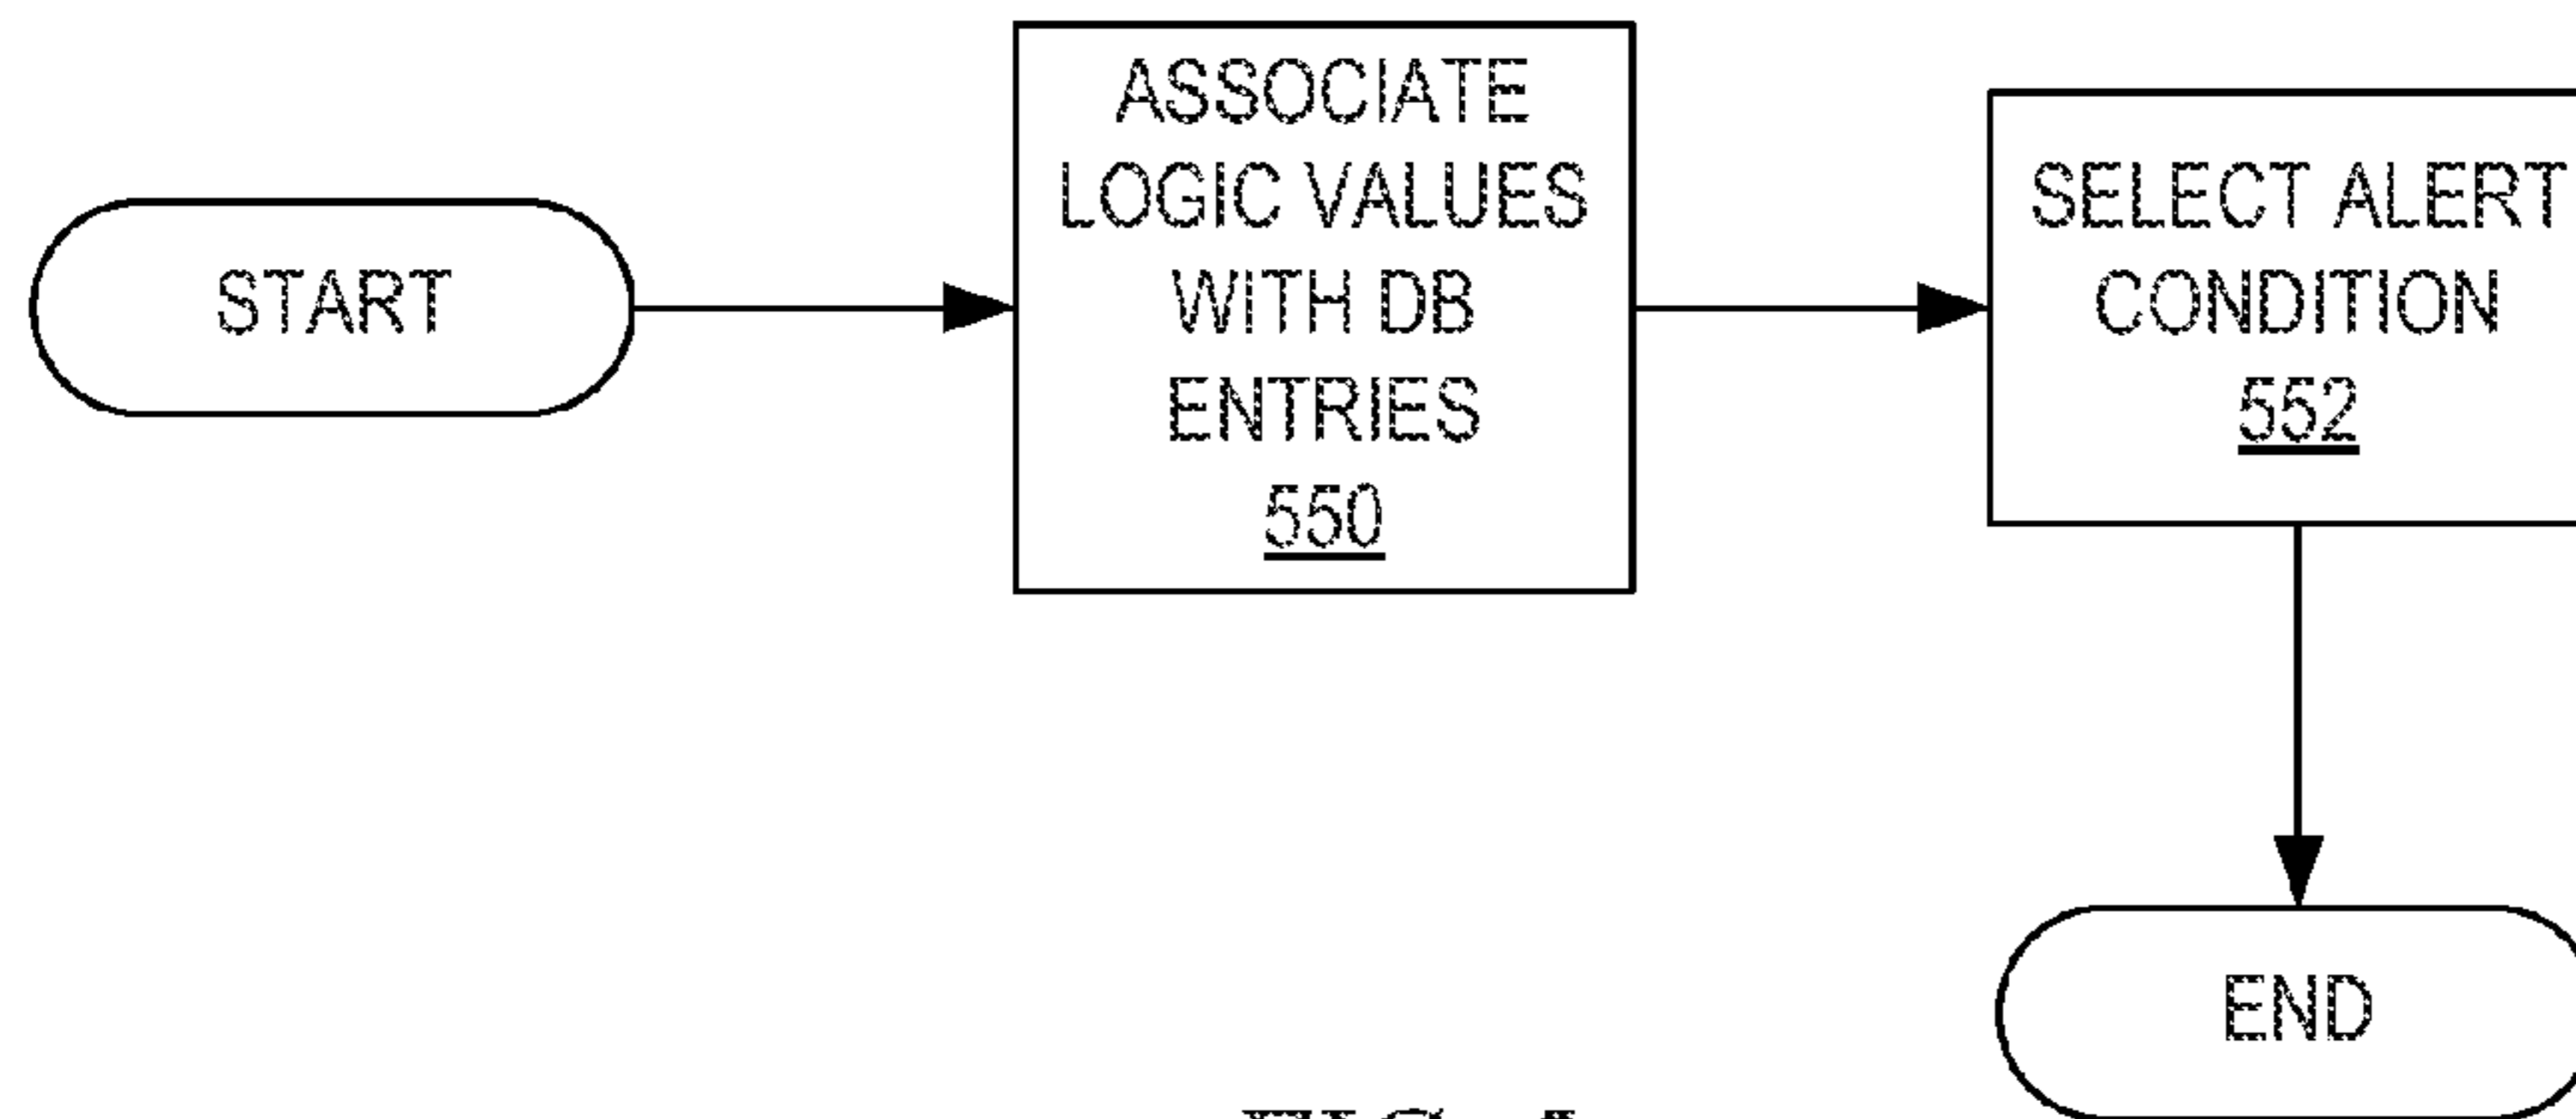 START
ASSOCIATE
LOGIC VALUES
WITH DB
ENTRIES
550
SELECT ALERT
CONDITION
552
END